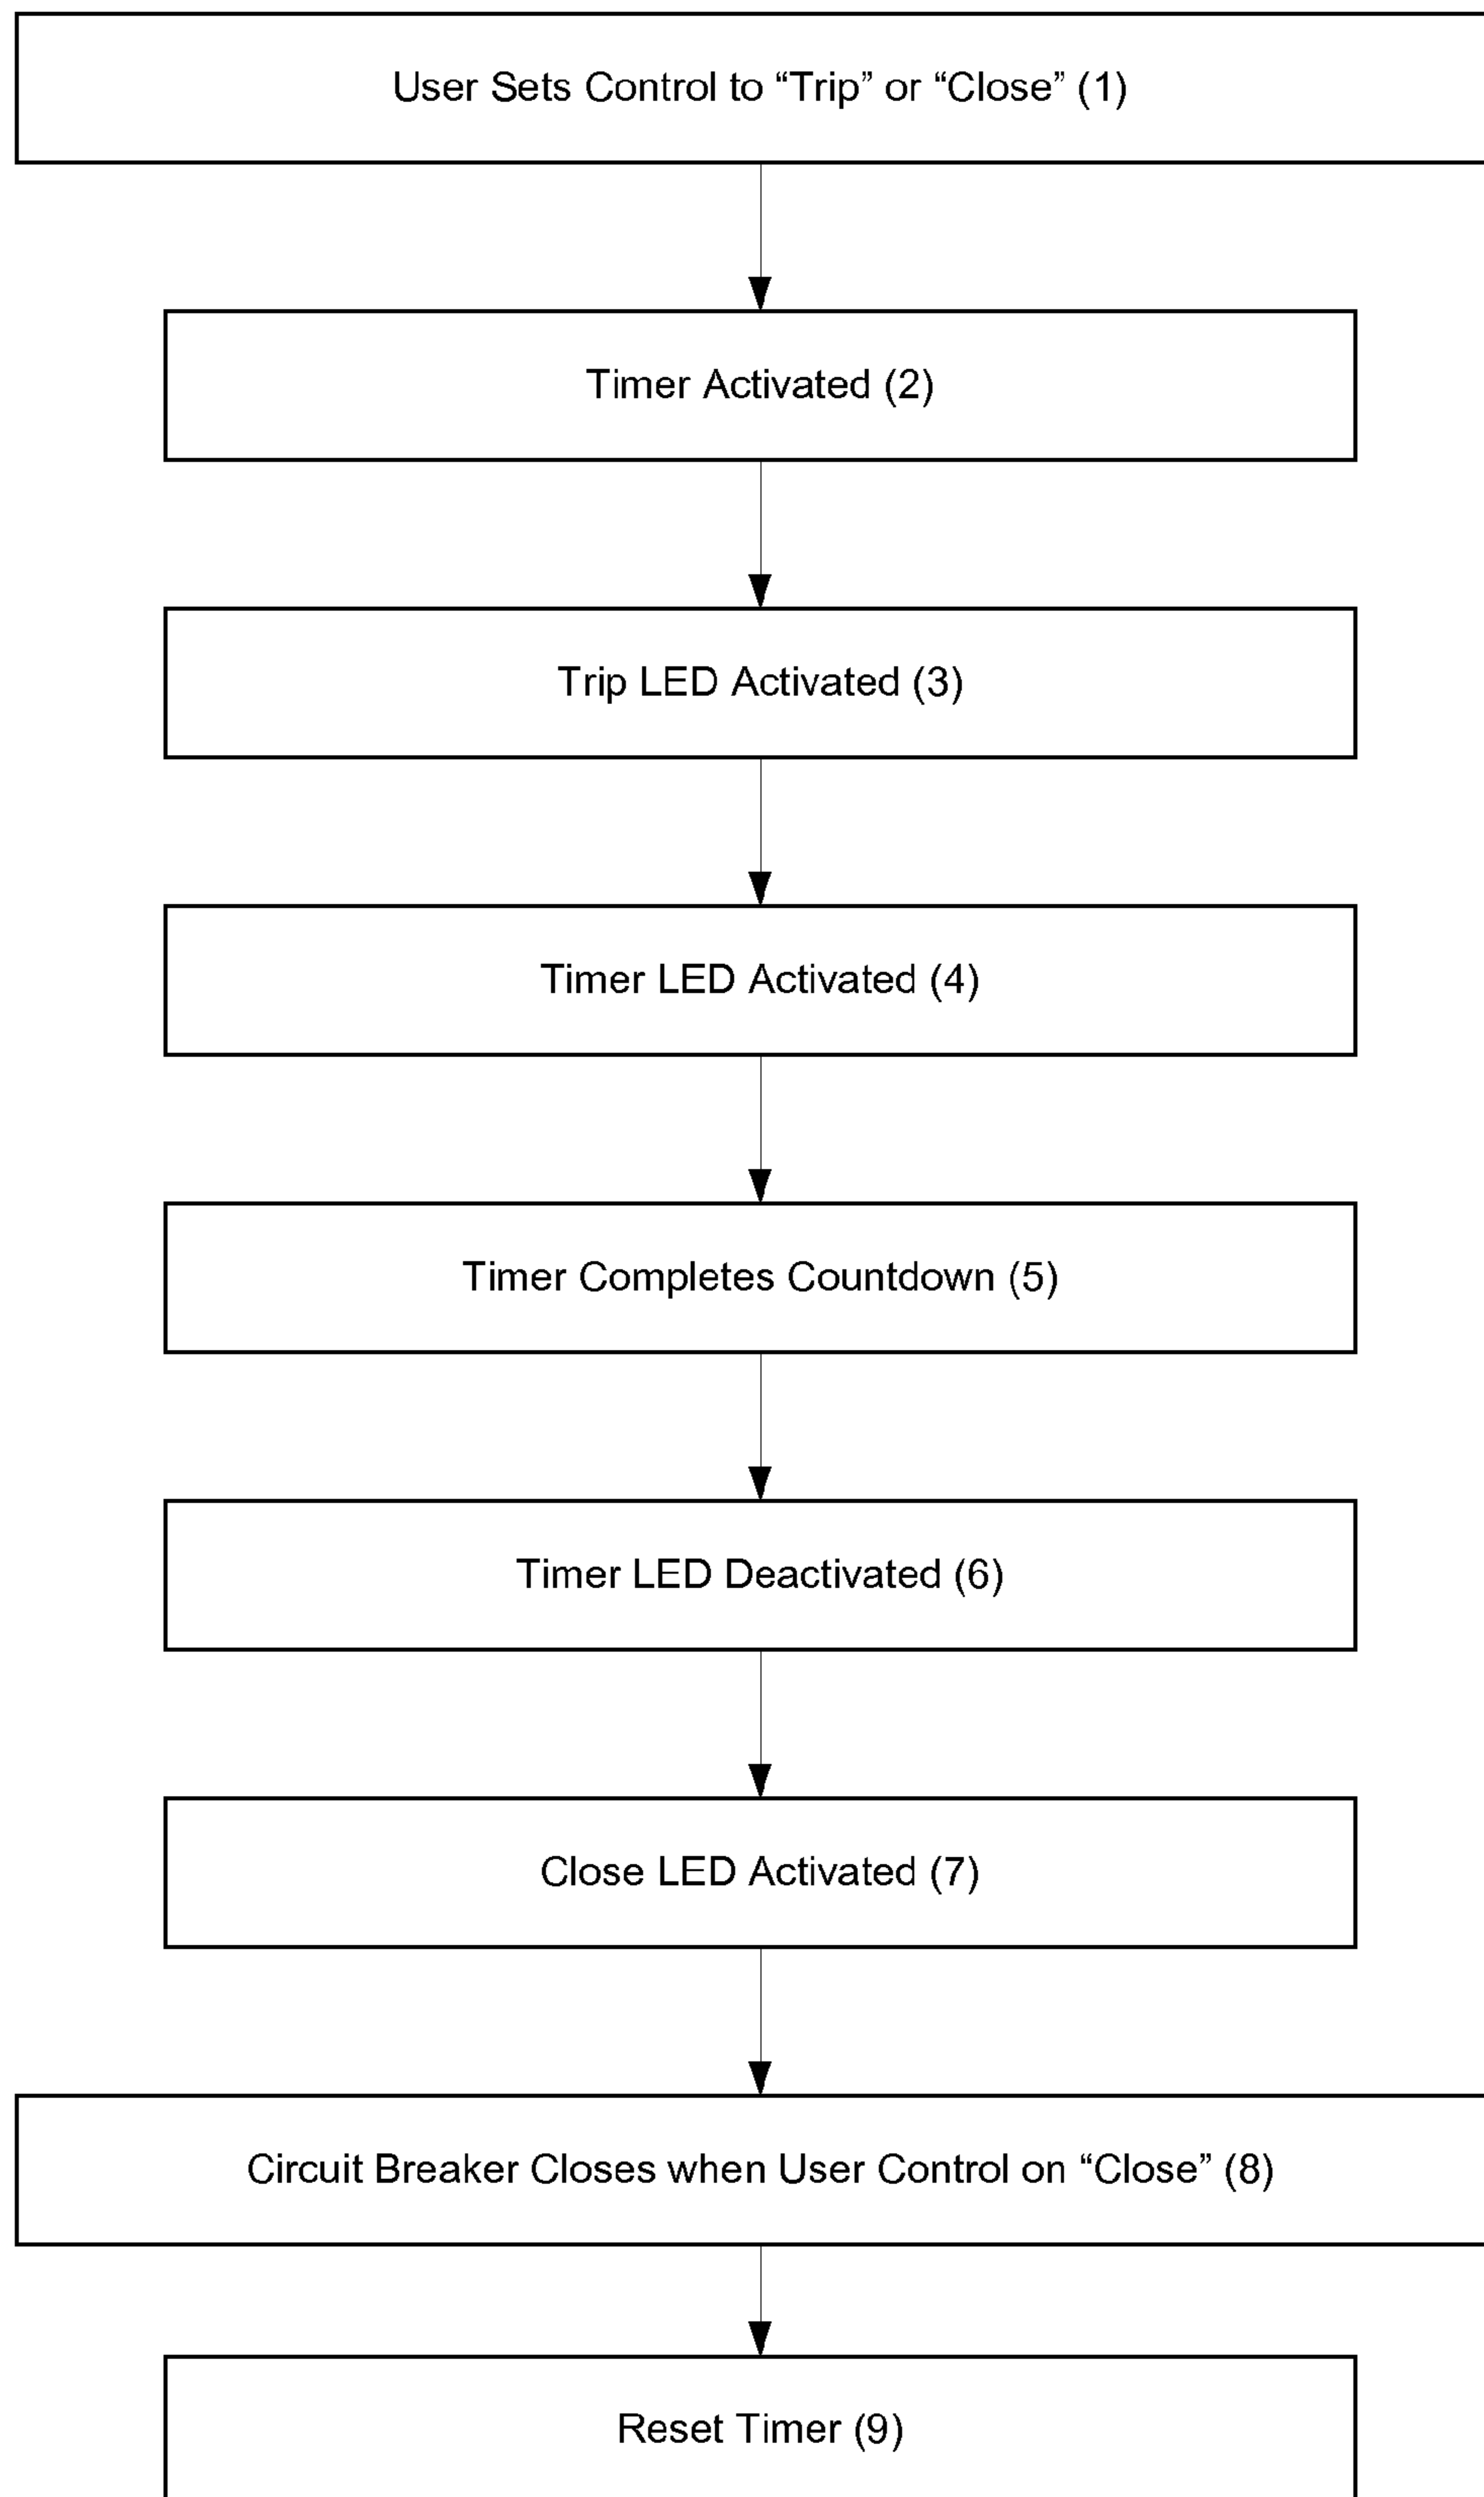 User Sets Control to “Trip” or “Close” (1)
Timer Activated (2)
Trip LED Activated (3)
Timer LED Activated (4)
Timer Completes Countdown (5)
Timer LED Deactivated (6)
Close LED Activated (7)
Circuit Breaker Closes when User Control on “Close” (8)
Reset Timer (9)